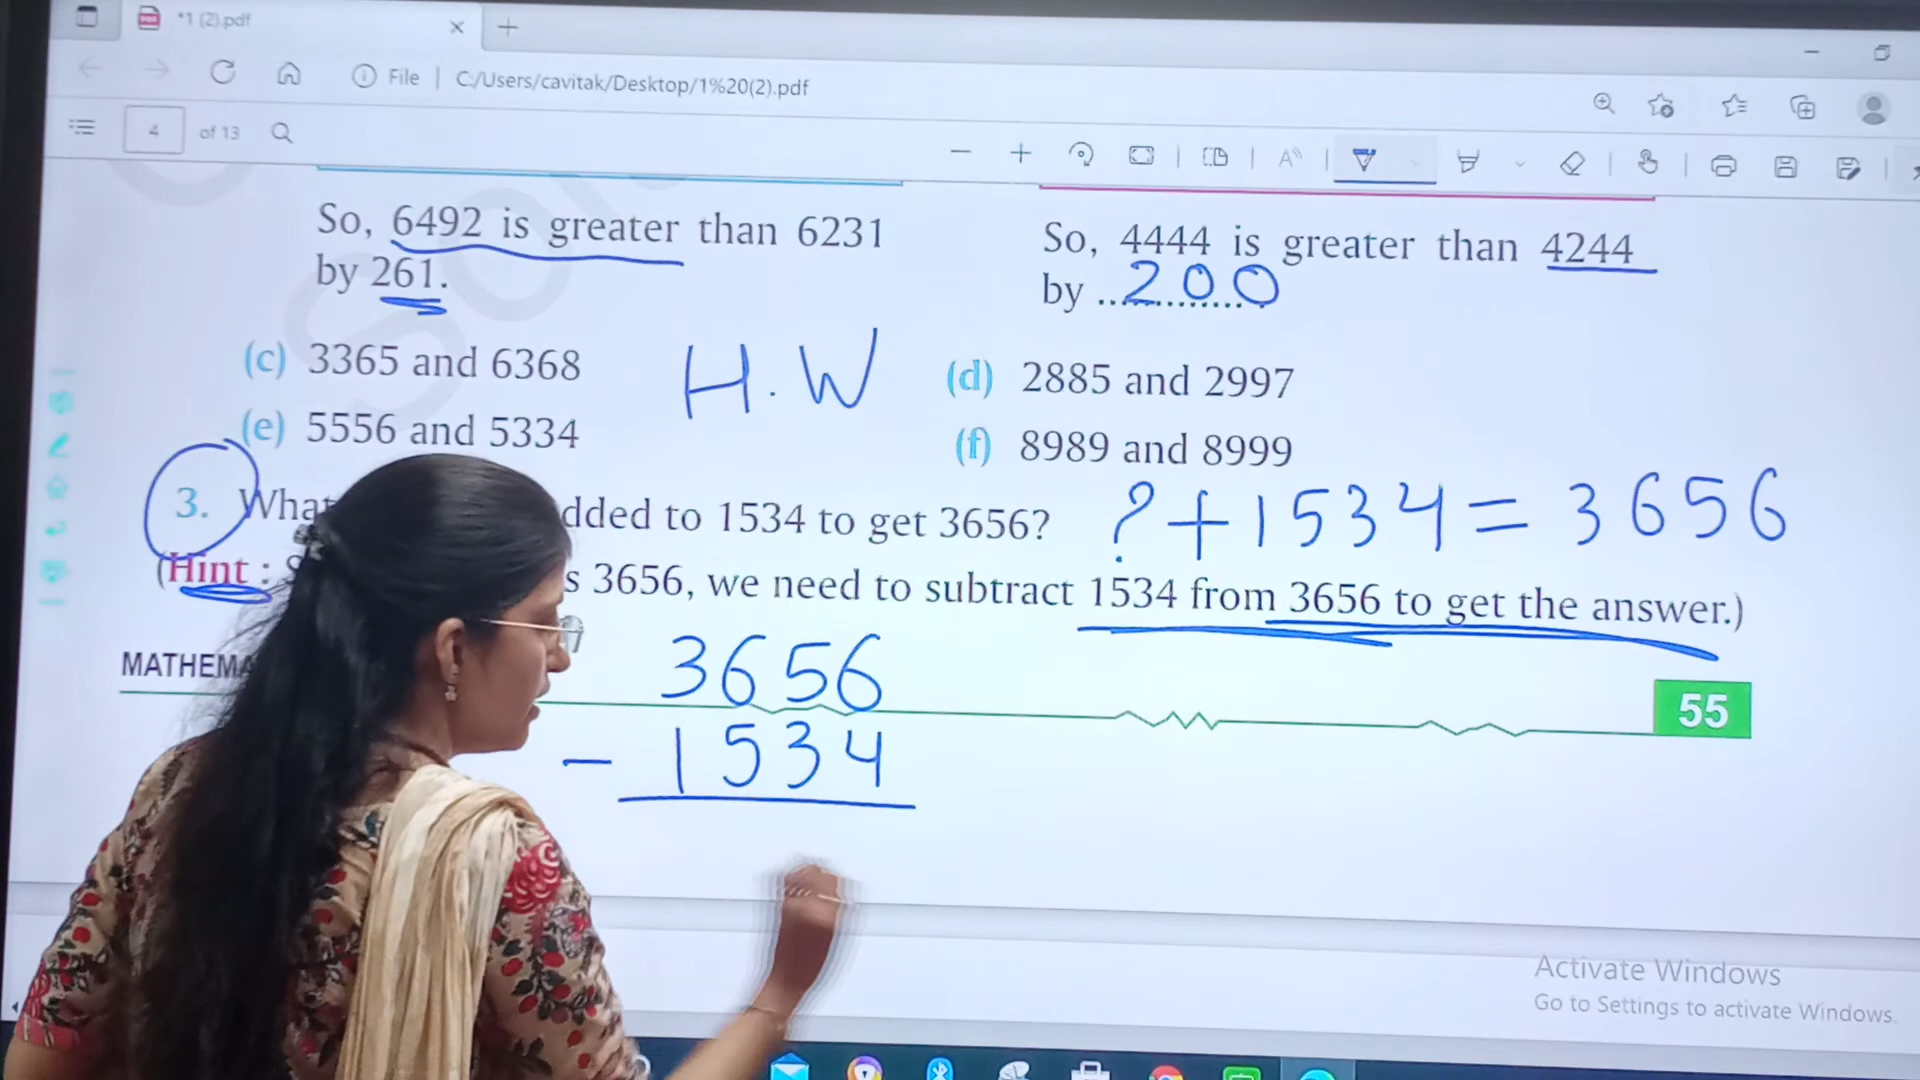 *1 (2).pdf
File | C:/Users/cavitak/Desktop/1%20(2).pdf
4 of 13
So, 6492 is greater than 6231
by 261.
So, 4444 is greater than 4244
by ..200..
(c) 3365 and 6368
H.W
(d) 2885 and 2997
(e) 5556 and 5334
(f) 8989 and 8999
3. What dded to 1534 to get 3656?
? + 1534 = 3656
(Hint : s 3656, we need to subtract 1534 from 3656 to get the answer.)
3656
MATHEMA
55
- 1534
Activate Windows
Go to Settings to activate Windows.